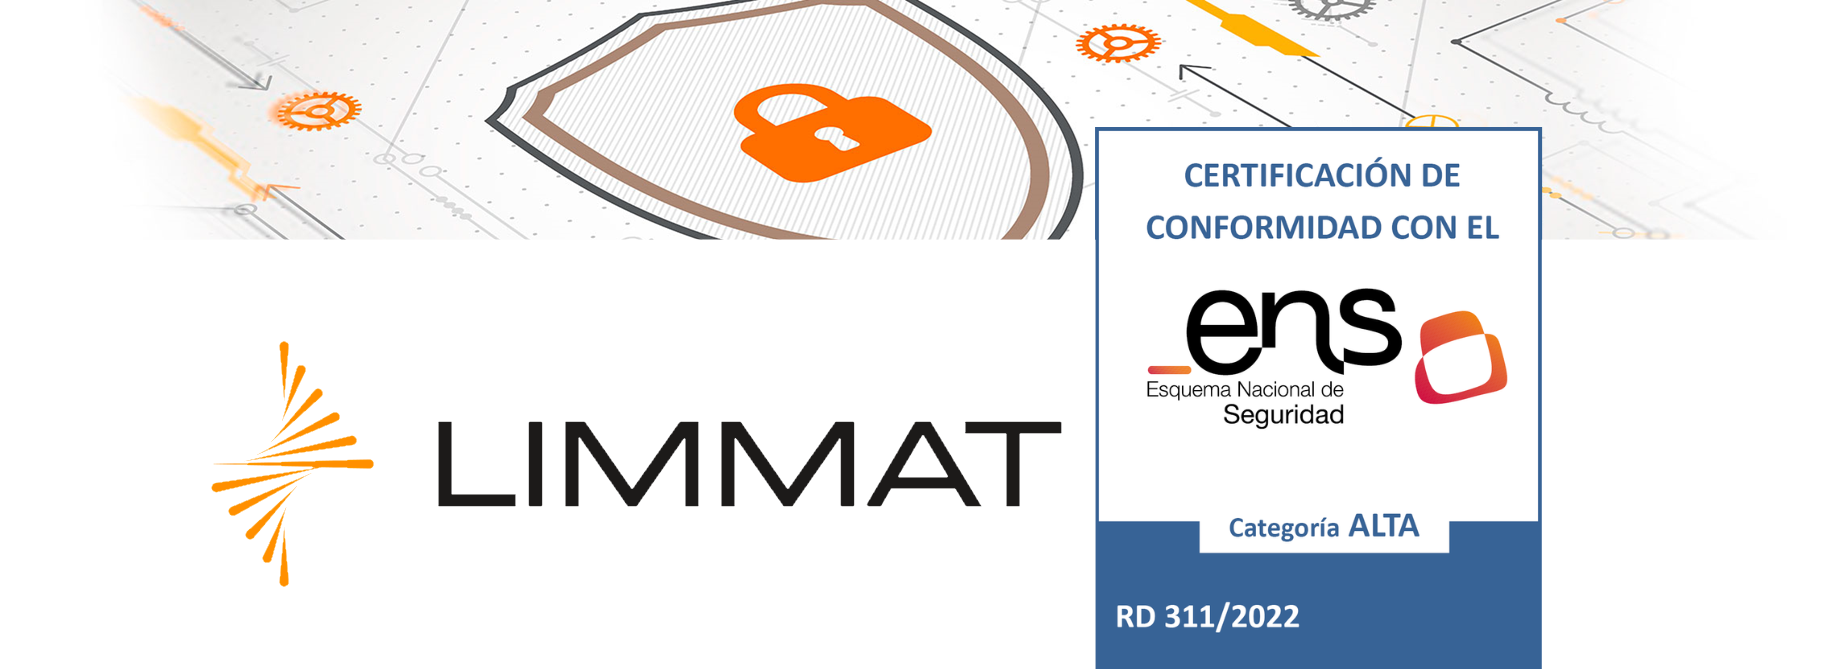 CERTIFICACIÓN DE
CONFORMIDAD CON EL
_ens
Esquema Nacional de
Seguridad
LIMMAT
Categoría ALTA
RD 311/2022